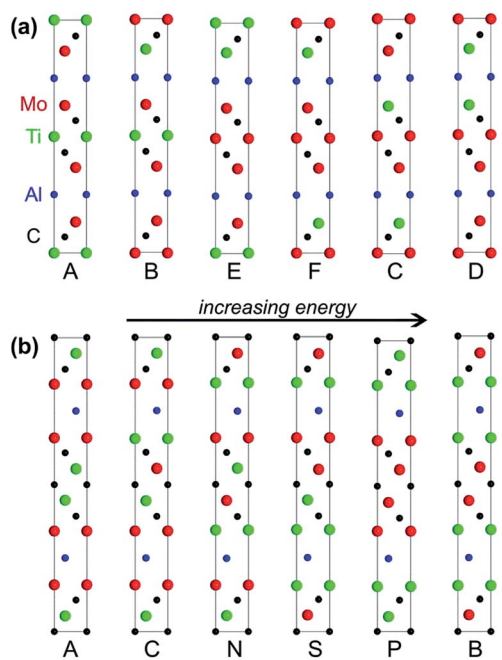 (a)
Mo
Ti
Al
C
A B E F C D
increasing energy
(b)
A C N S P B